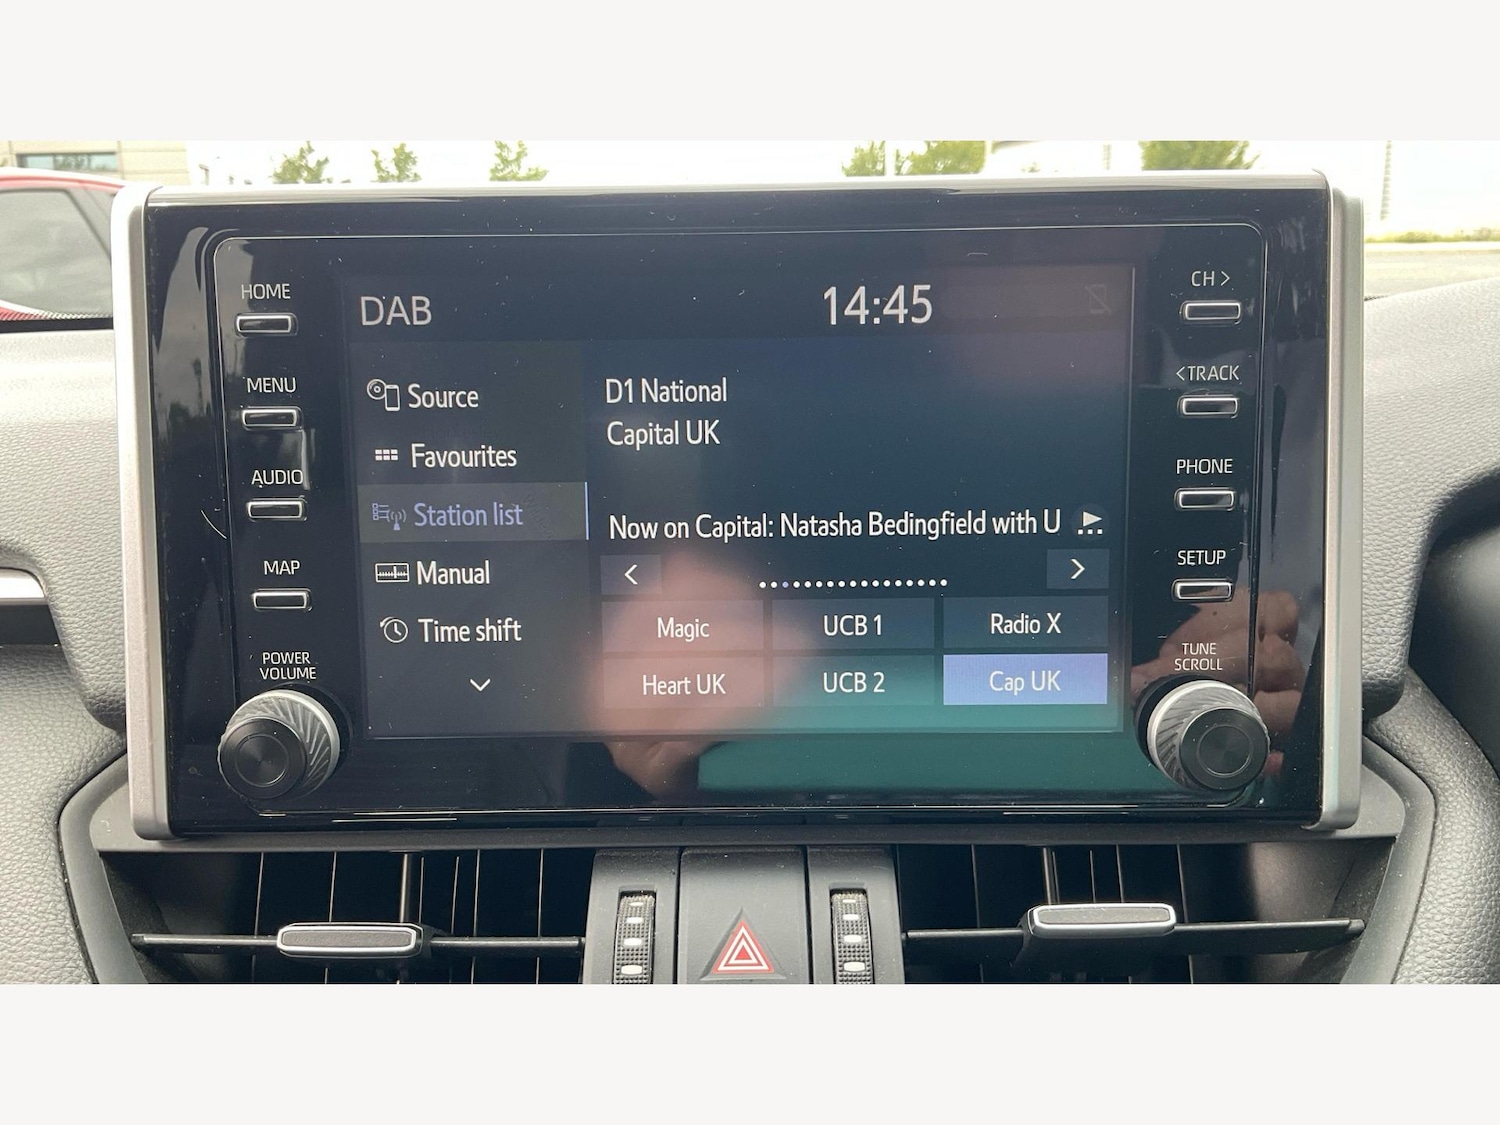 HOME
MENU
AUDIO
MAP
POWER
VOLUME
DAB
14:45
Source
Favourites
Station list
Manual
Time shift
D1 National
Capital UK
Now on Capital: Natasha Bedingfield with U
Magic
UCB 1
Radio X
Heart UK
UCB 2
Cap UK
CH >
< TRACK
PHONE
SETUP
TUNE
SCROLL